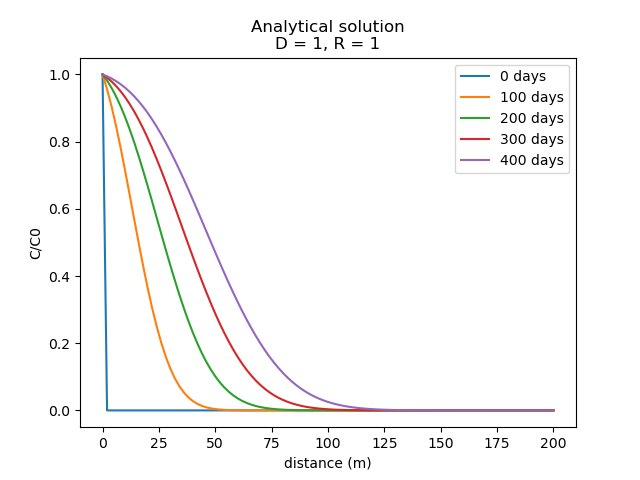 Analytical solution
D = 1, R = 1
1.0
0.8
0.6
0.4
0.2
0.0
C/C0
0 days
100 days
200 days
300 days
400 days
0 25 50 75 100 125 150 175 200
distance (m)